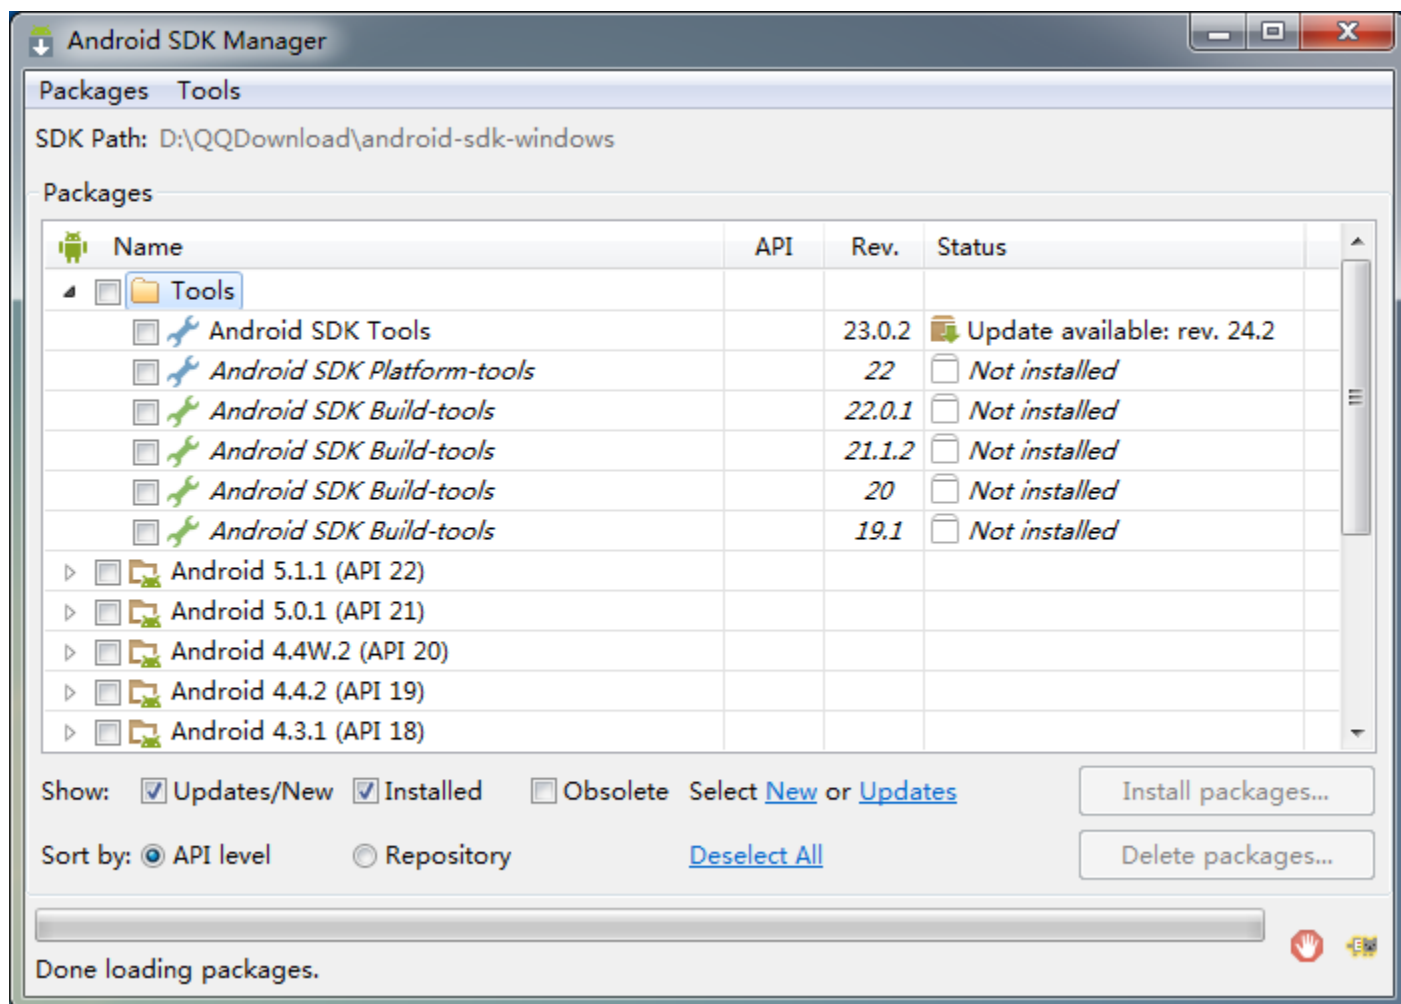 Android SDK Manager
Packages Tools
SDK Path: D:\QQDownload\android-sdk-windows
Packages
Name API Rev. Status
Tools
Android SDK Tools 23.0.2 Update available: rev. 24.2
Android SDK Platform-tools 22 Not installed
Android SDK Build-tools 22.0.1 Not installed
Android SDK Build-tools 21.1.2 Not installed
Android SDK Build-tools 20 Not installed
Android SDK Build-tools 19.1 Not installed
Android 5.1.1 (API 22)
Android 5.0.1 (API 21)
Android 4.4W.2 (API 20)
Android 4.4.2 (API 19)
Android 4.3.1 (API 18)
Show: Updates/New Installed Obsolete Select New or Updates Install packages...
Sort by: API level Repository Deselect All Delete packages...
Done loading packages.